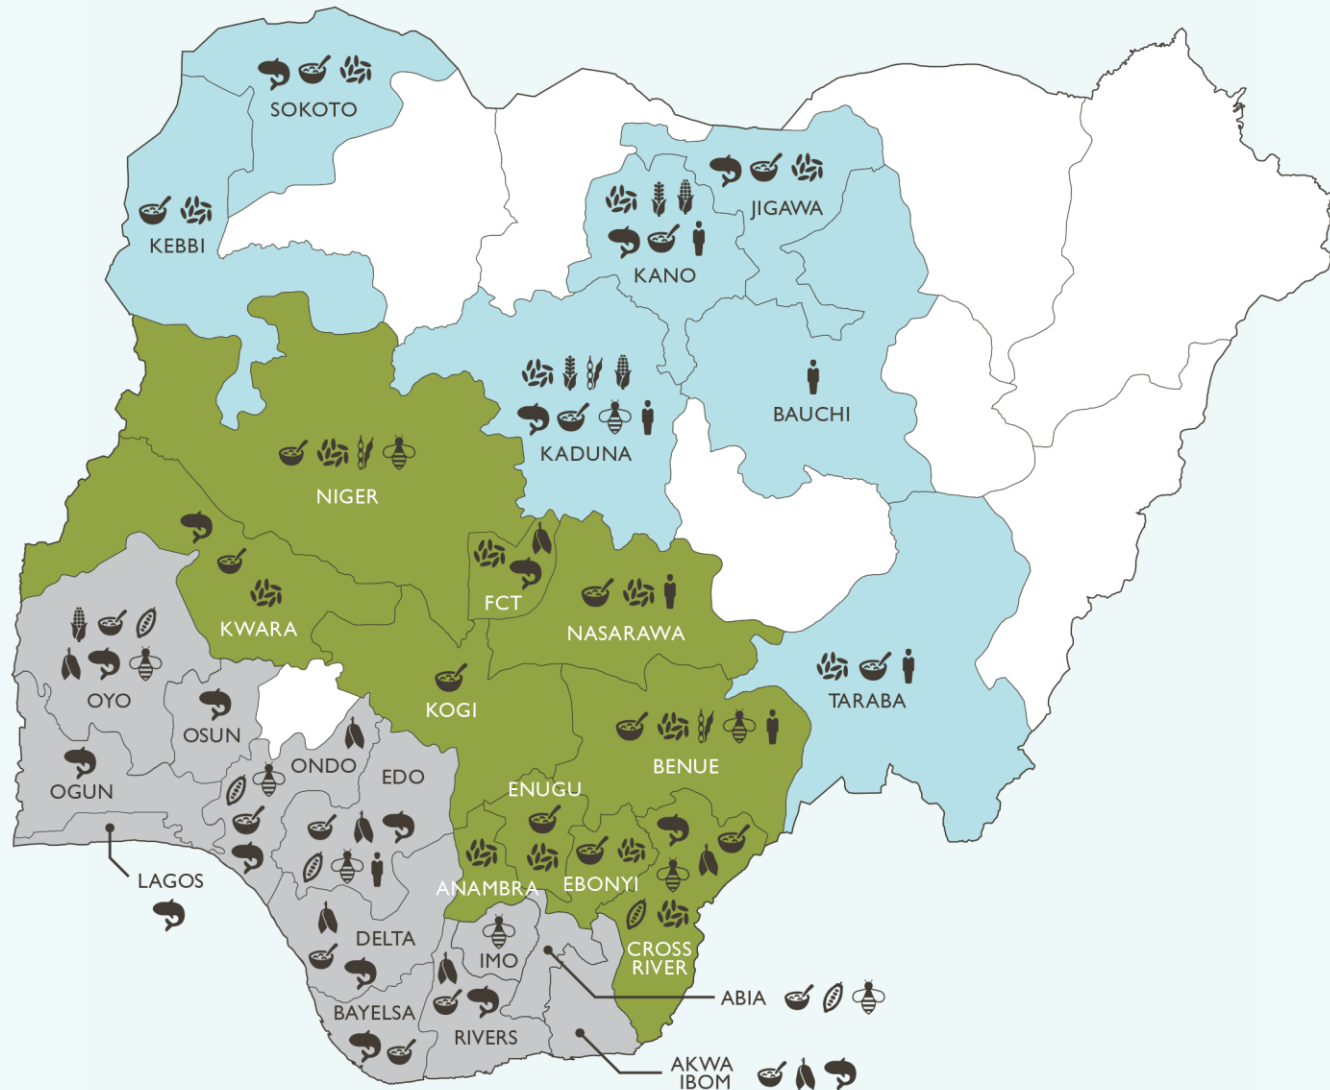 SOKOTO
KEBBI
JIGAWA
KANO
BAUCHI
KADUNA
NIGER
FCT
KWARA
NASARAWA
OYO
KOGI
TARABA
OSUN
ONDO
EDO
BENUE
OGUN
ENUGU
LAGOS
ANAMBRA
EBONYI
DELTA
IMO
CROSS
RIVER
ABIA
BAYELSA
RIVERS
AKWA
IBOM